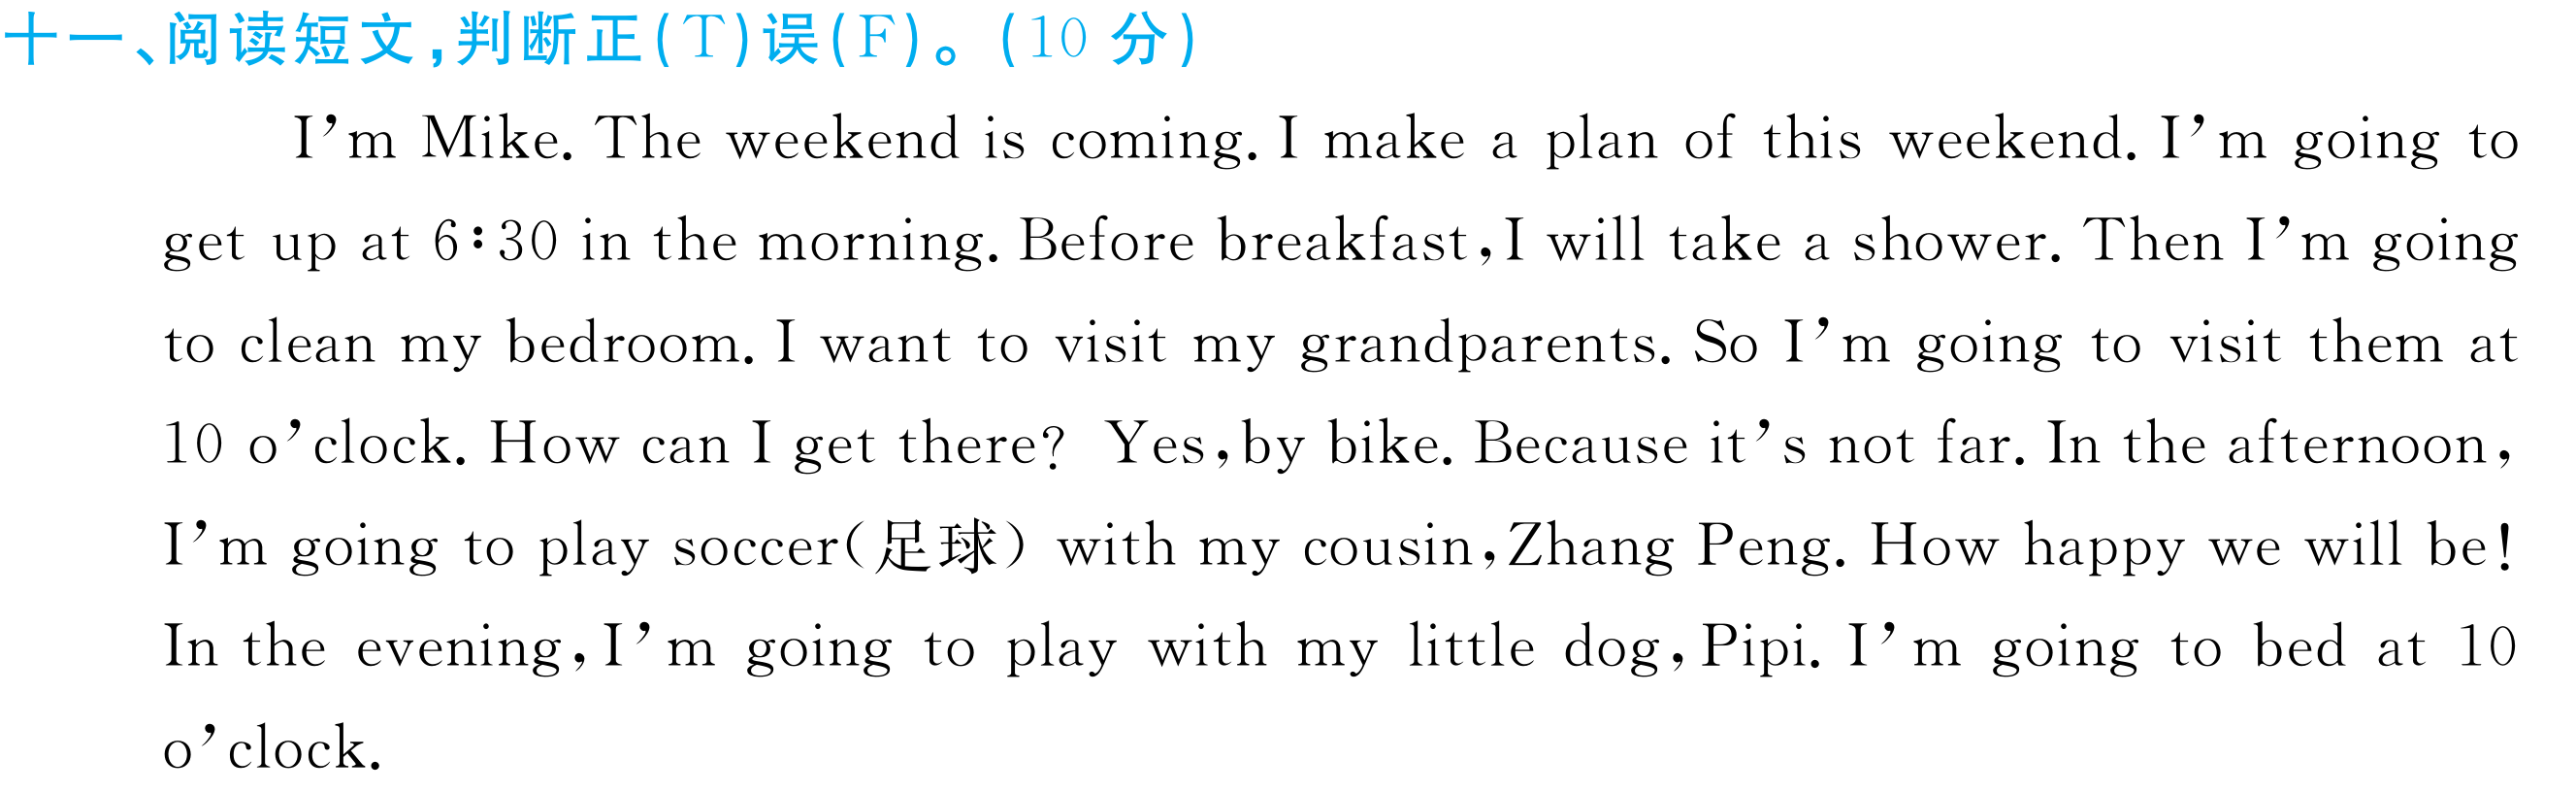 十一、阅读短文,判断正(T)误(F)。(10 分)
I'm Mike. The weekend is coming. I make a plan of this weekend. I'm going to
get up at 6:30 in the morning. Before breakfast,I will take a shower. Then I'm going
to clean my bedroom. I want to visit my grandparents. So I'm going to visit them at
10 o'clock. How can I get there? Yes,by bike. Because it's not far. In the afternoon,
I'm going to play soccer(足球) with my cousin,Zhang Peng. How happy we will be!
In the evening,I'm going to play with my little dog,Pipi. I'm going to bed at 10
o'clock.